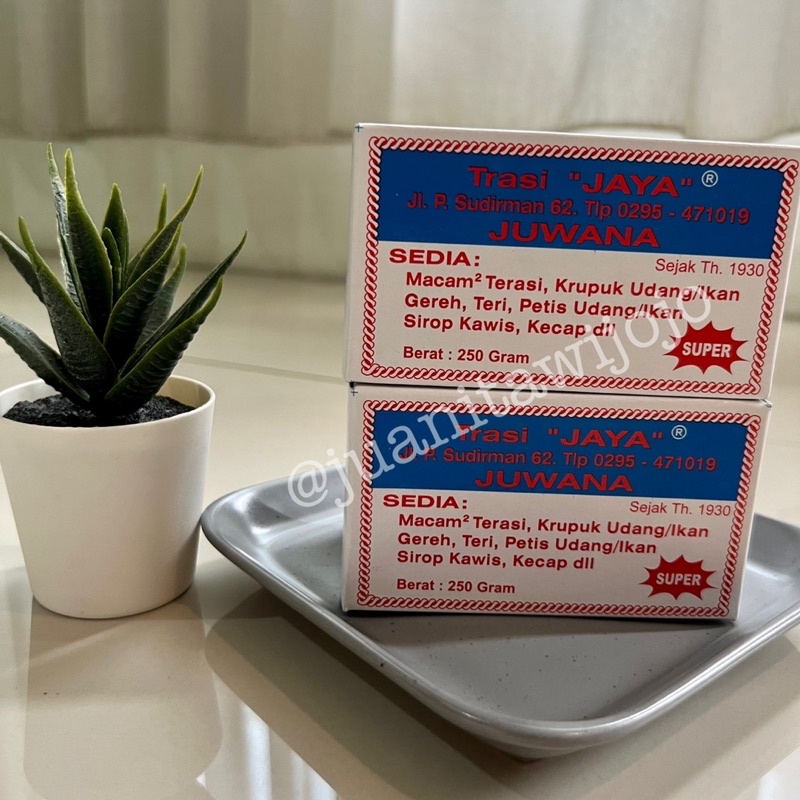 Trasi "JAYA" ®
Jl. P. Sudirman 62. Tlp 0295 - 471019
JUWANA
SEDIA:
Sejak Th. 1930
Macam² Terasi, Krupuk Udang/Ikan
Gereh, Teri, Petis Udang/Ikan
Sirop Kawis, Kecap dll
Berat : 250 Gram
SUPER
Trasi "JAYA" ®
Jl. P. Sudirman 62. Tlp 0295 - 471019
JUWANA
SEDIA:
Sejak Th. 1930
Macam² Terasi, Krupuk Udang/Ikan
Gereh, Teri, Petis Udang/Ikan
Sirop Kawis, Kecap dll
Berat : 250 Gram
SUPER
@juanitawijojo